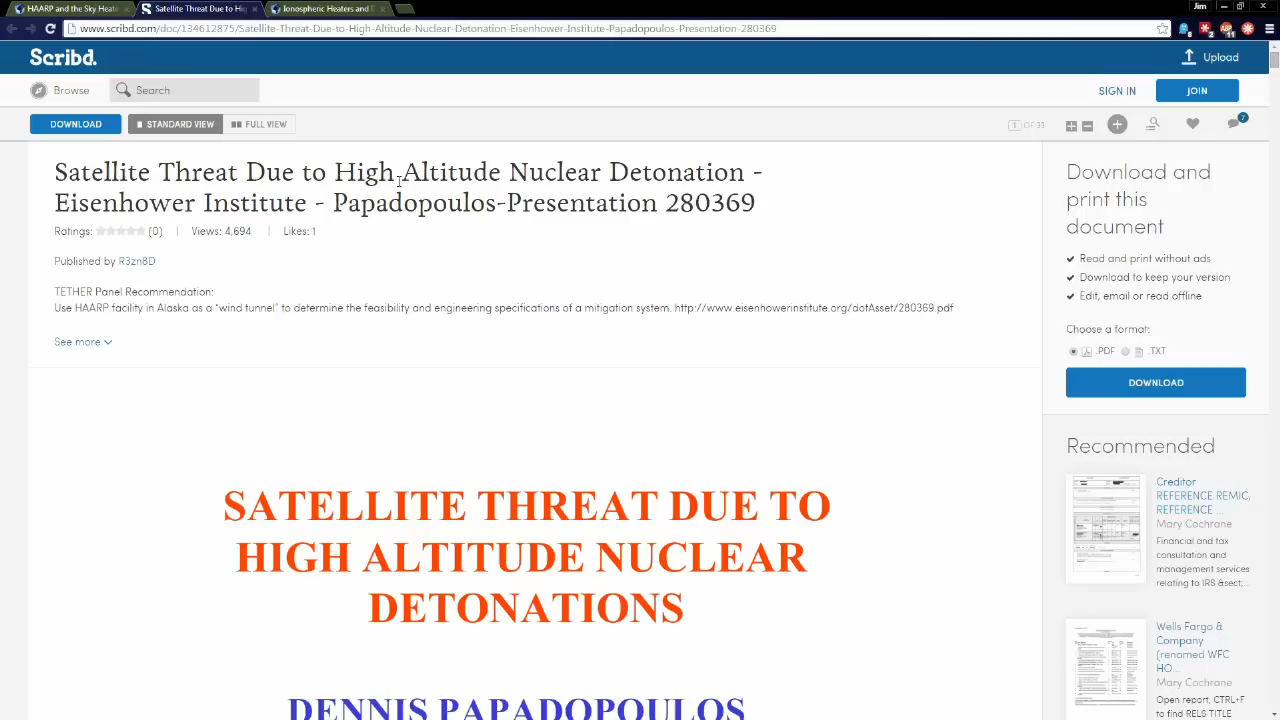 HAARP and the Sky Heate
Satellite Threat Due to Hig
Ionospheric Heaters and D
Jim
www.scribd.com/doc/134612875/Satellite-Threat-Due-to-High-Altitude-Nuclear-Detonation-Eisenhower-Institute-Papadopoulos-Presentation-280369
Scribd.
Upload
Browse
Search
SIGN IN
JOIN
DOWNLOAD
STANDARD VIEW
FULL VIEW
1 OF 33
7
Satellite Threat Due to High-Altitude Nuclear Detonation -
Eisenhower Institute - Papadopoulos-Presentation 280369
Ratings: (0) | Views: 4,694 | Likes: 1
Published by R3zn8D
TETHER Panel Recommendation:
Use HAARP facility in Alaska as a “wind tunnel” to determine the feasibility and engineering specifications of a mitigation system. http://www.eisenhowerinstitute.org/dotAsset/280369.pdf
See more
SATELLITE THREAT DUE TO
HIGH ALTITUDE NUCLEAR
DETONATIONS
DENNIS PAPADOPOULOS
Download and
print this
document
Read and print without ads
Download to keep your version
Edit, email or read offline
Choose a format:
.PDF .TXT
DOWNLOAD
Recommended
Creditor
REFERENCE.REMIC,
REFERENCE ...
Mary Cochrane
Financial and tax
consultation and
management services
relating to IRS &sect;...
Wells Fargo &
Company
(renamed WFC
Mary Cochrane
Open report, CTRL+F
to find RELS TITLE